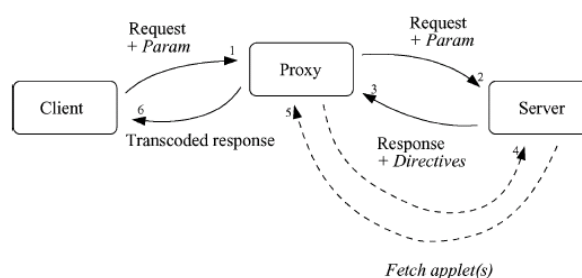 Request
+ Param
1
Request
+ Param
Proxy
2
3
Client
6
5
Server
Transcoded response
Response
+ Directives
4
Fetch applet(s)